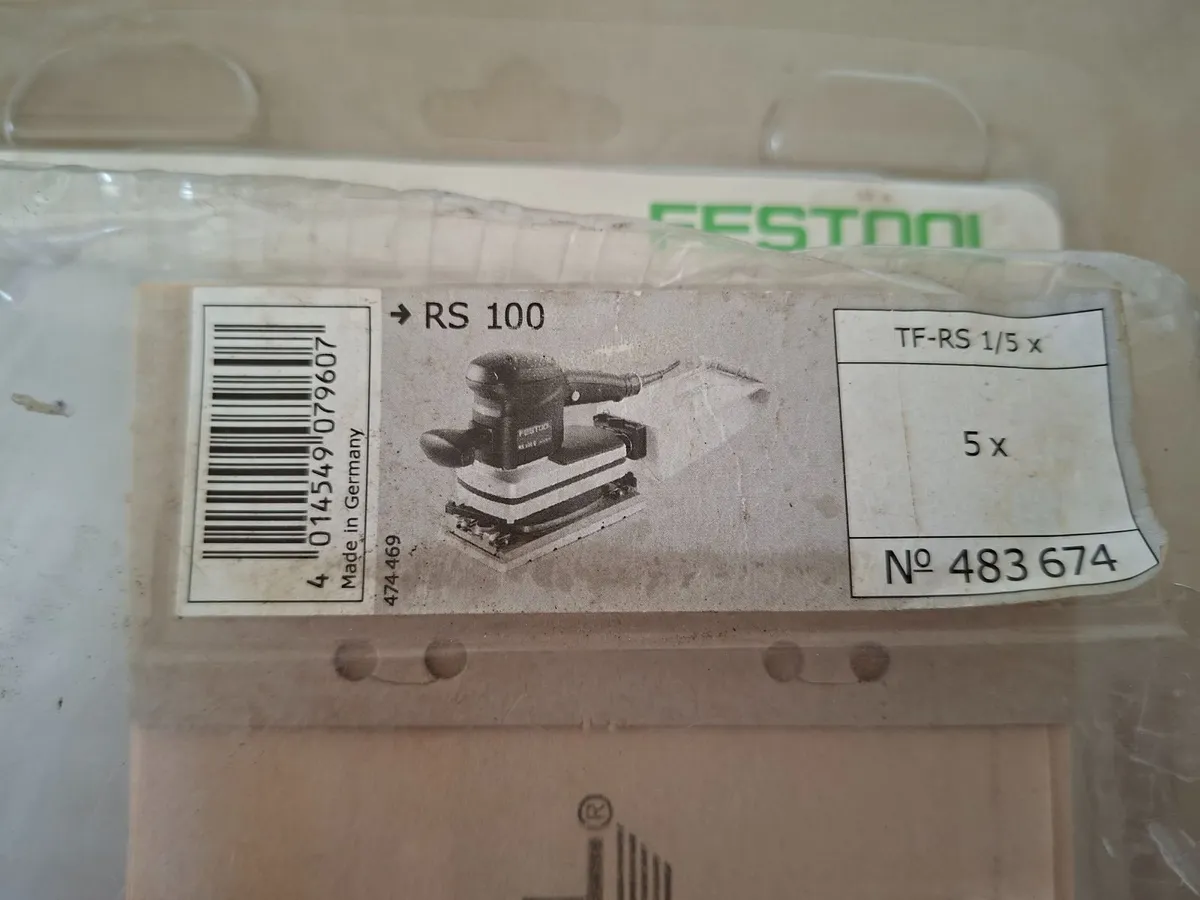 FESTOOL
→ RS 100
4 014549 079607
Made in Germany
474 469
FESTOOL
TF-RS 1/5 x
5 x
Nº 483 674
®